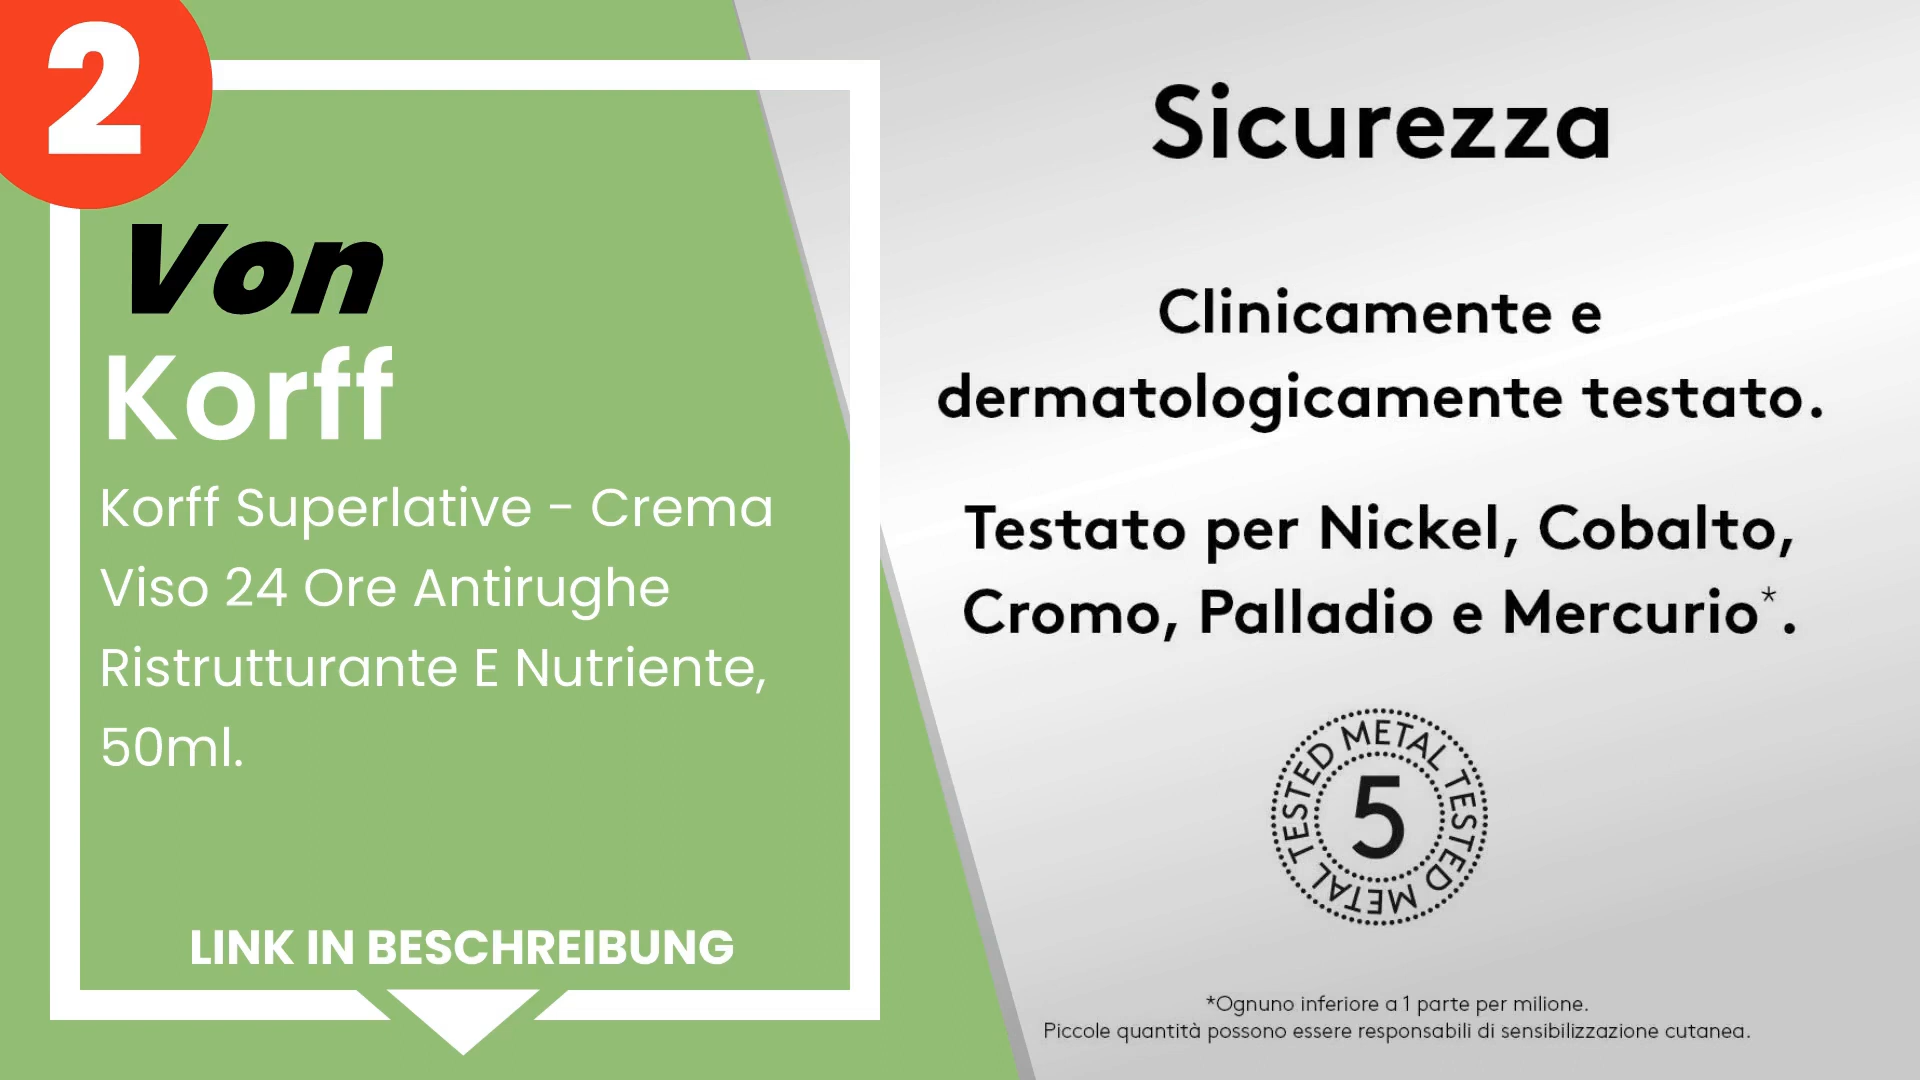 2
Von
Korff
Korff Superlative - Crema
Viso 24 Ore Antirughe
Ristrutturante E Nutriente,
50ml.
LINK IN BESCHREIBUNG
Sicurezza
Clinicamente e
dermatologicamente testato.
Testato per Nickel, Cobalto,
Cromo, Palladio e Mercurio*.
METAL TESTED METAL TESTED
5
*Ognuno inferiore a 1 parte per milione.
Piccole quantità possono essere responsabili di sensibilizzazione cutanea.